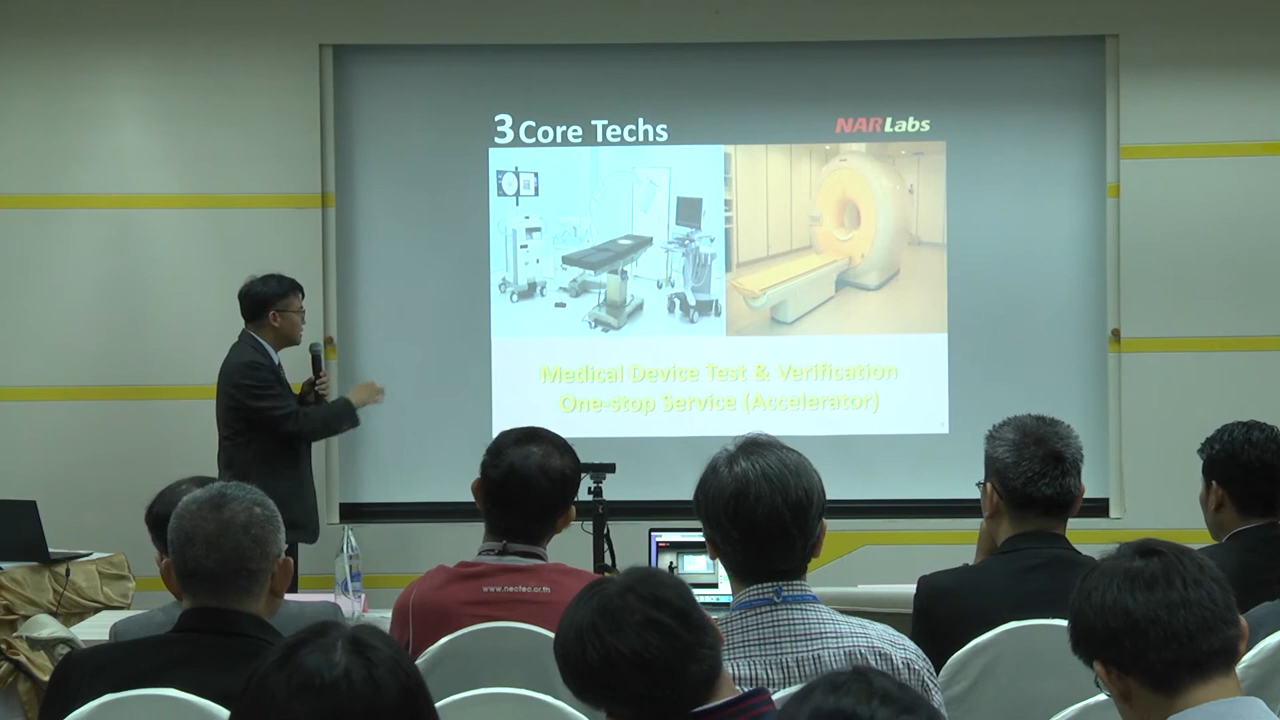 3 Core Techs
NARLabs
Medical Device Test & Verification
One-stop Service (Accelerator)
www.nectec.or.th